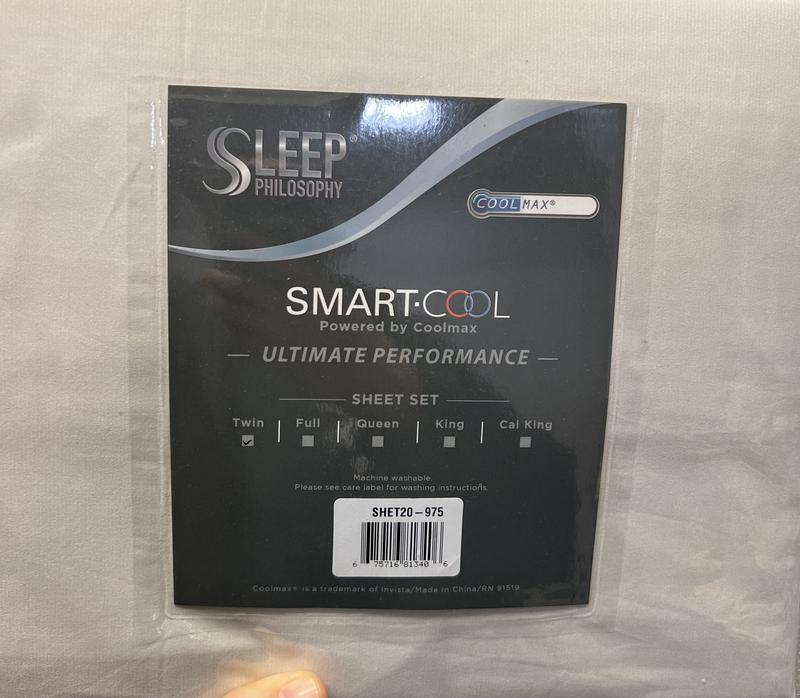 SLEEP®
PHILOSOPHY
COOLMAX®
SMART·COOL
Powered by Coolmax
— ULTIMATE PERFORMANCE —
SHEET SET
Twin | Full | Queen | King | Cal King
Machine washable.
Please see care label for washing instructions.
SHET20-975
6 75716 81340 6
Coolmax® is a trademark of Invista/Made in China/RN 91519